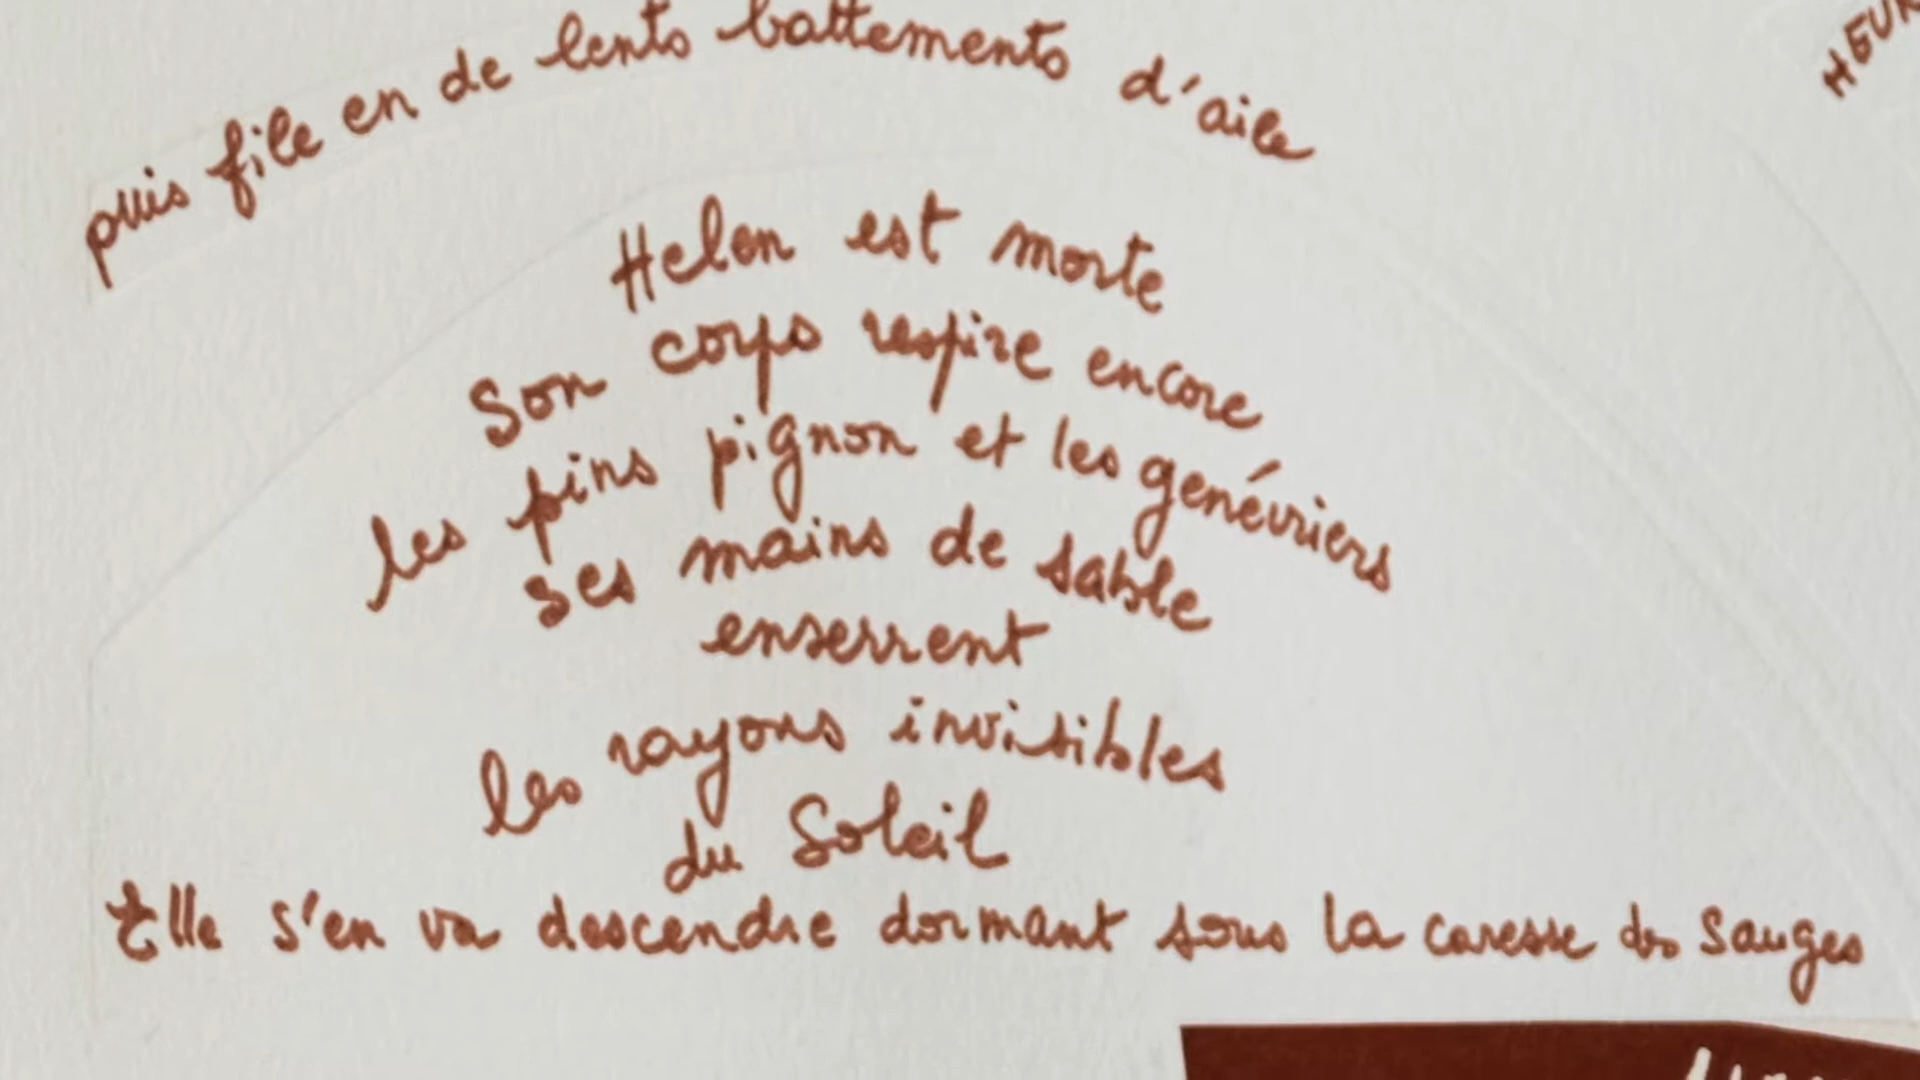 puis file en de lents battements d'aile
Helen est morte
Son corps respire encore
les pins pignon et les genévriers
ses mains de sable
enserrent
les rayons invisibles
du Soleil
Elle s'en va descendre dormant sous la caresse des Sauges